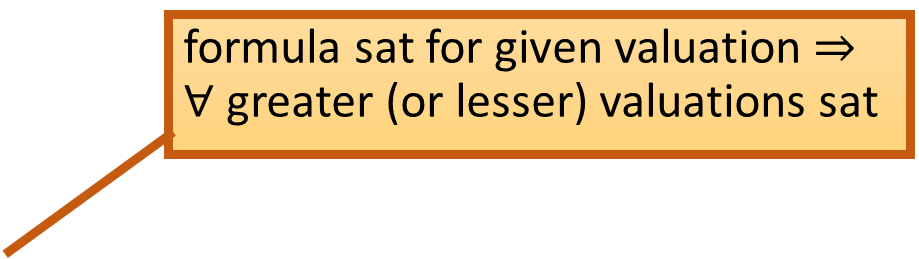 formula sat for given valuation ⇒
∀ greater (or lesser) valuations sat